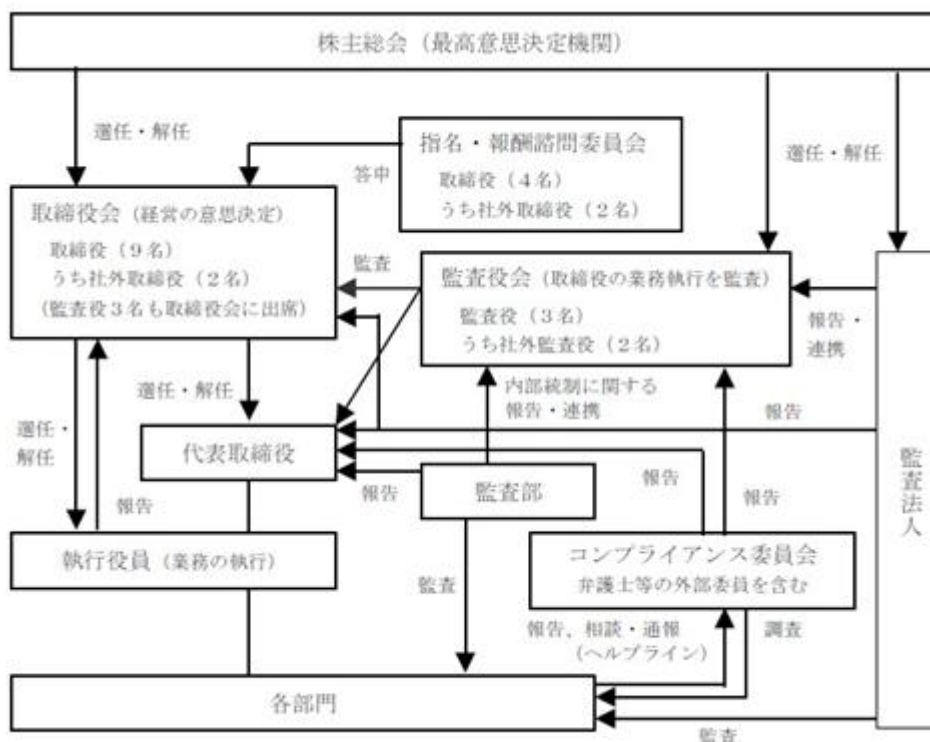 株主総会（最高意思決定機関）
選任・解任
指名・報酬諮問委員会
取締役（４名）
うち社外取締役（２名）
答申
選任・解任
取締役会（経営の意思決定）
取締役（９名）
うち社外取締役（２名）
（監査役３名も取締役会に出席）
監査
監査役会（取締役の業務執行を監査）
監査役（３名）
うち社外監査役（２名）
報告・
連携
選任・解任
内部統制に関する
報告・連携
報告
選任・
解任
代表取締役
報告
監査部
報告
報告
報告
監査法人
執行役員（業務の執行）
監査
コンプライアンス委員会
弁護士等の外部委員を含む
報告、相談・通報
（ヘルプライン）
調査
各部門
監査